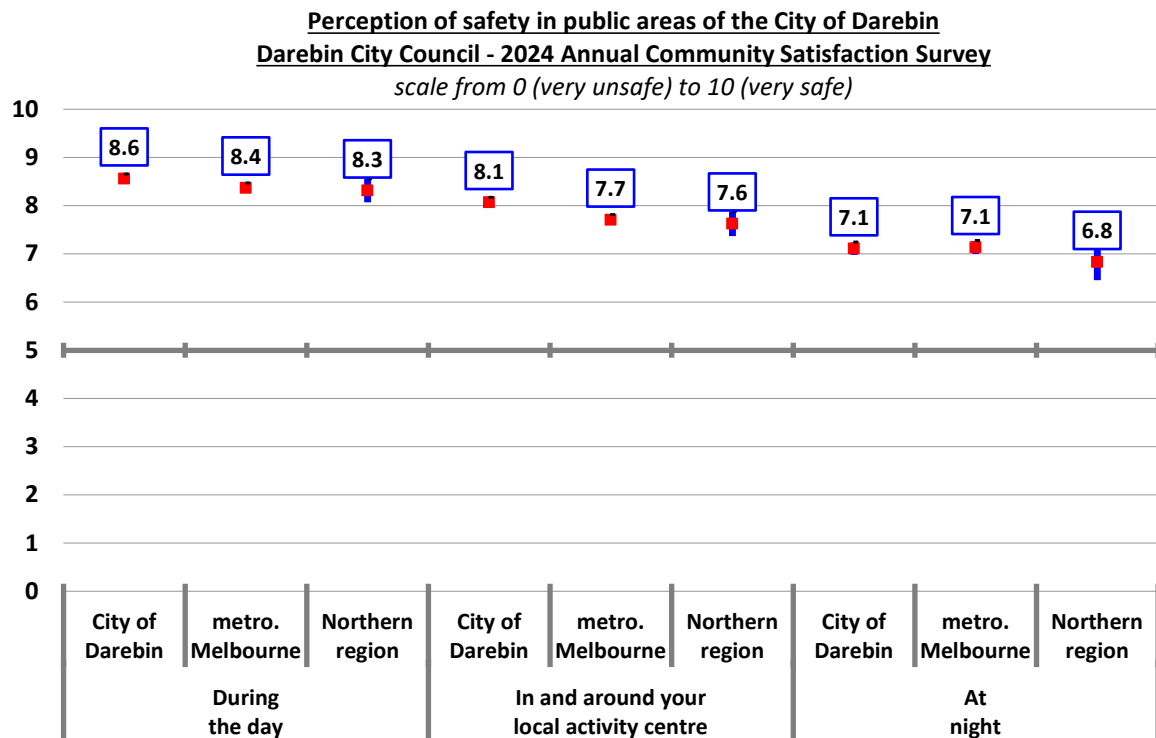 Perception of safety in public areas of the City of Darebin
Darebin City Council - 2024 Annual Community Satisfaction Survey
scale from 0 (very unsafe) to 10 (very safe)
10
9
8
7
6
5
4
3
2
1
0
8.6
8.4
8.3
8.1
7.7
7.6
7.1
7.1
6.8
City of
Darebin
metro.
Melbourne
Northern
region
City of
Darebin
metro.
Melbourne
Northern
region
City of
Darebin
metro.
Melbourne
Northern
region
During
the day
In and around your
local activity centre
At
night